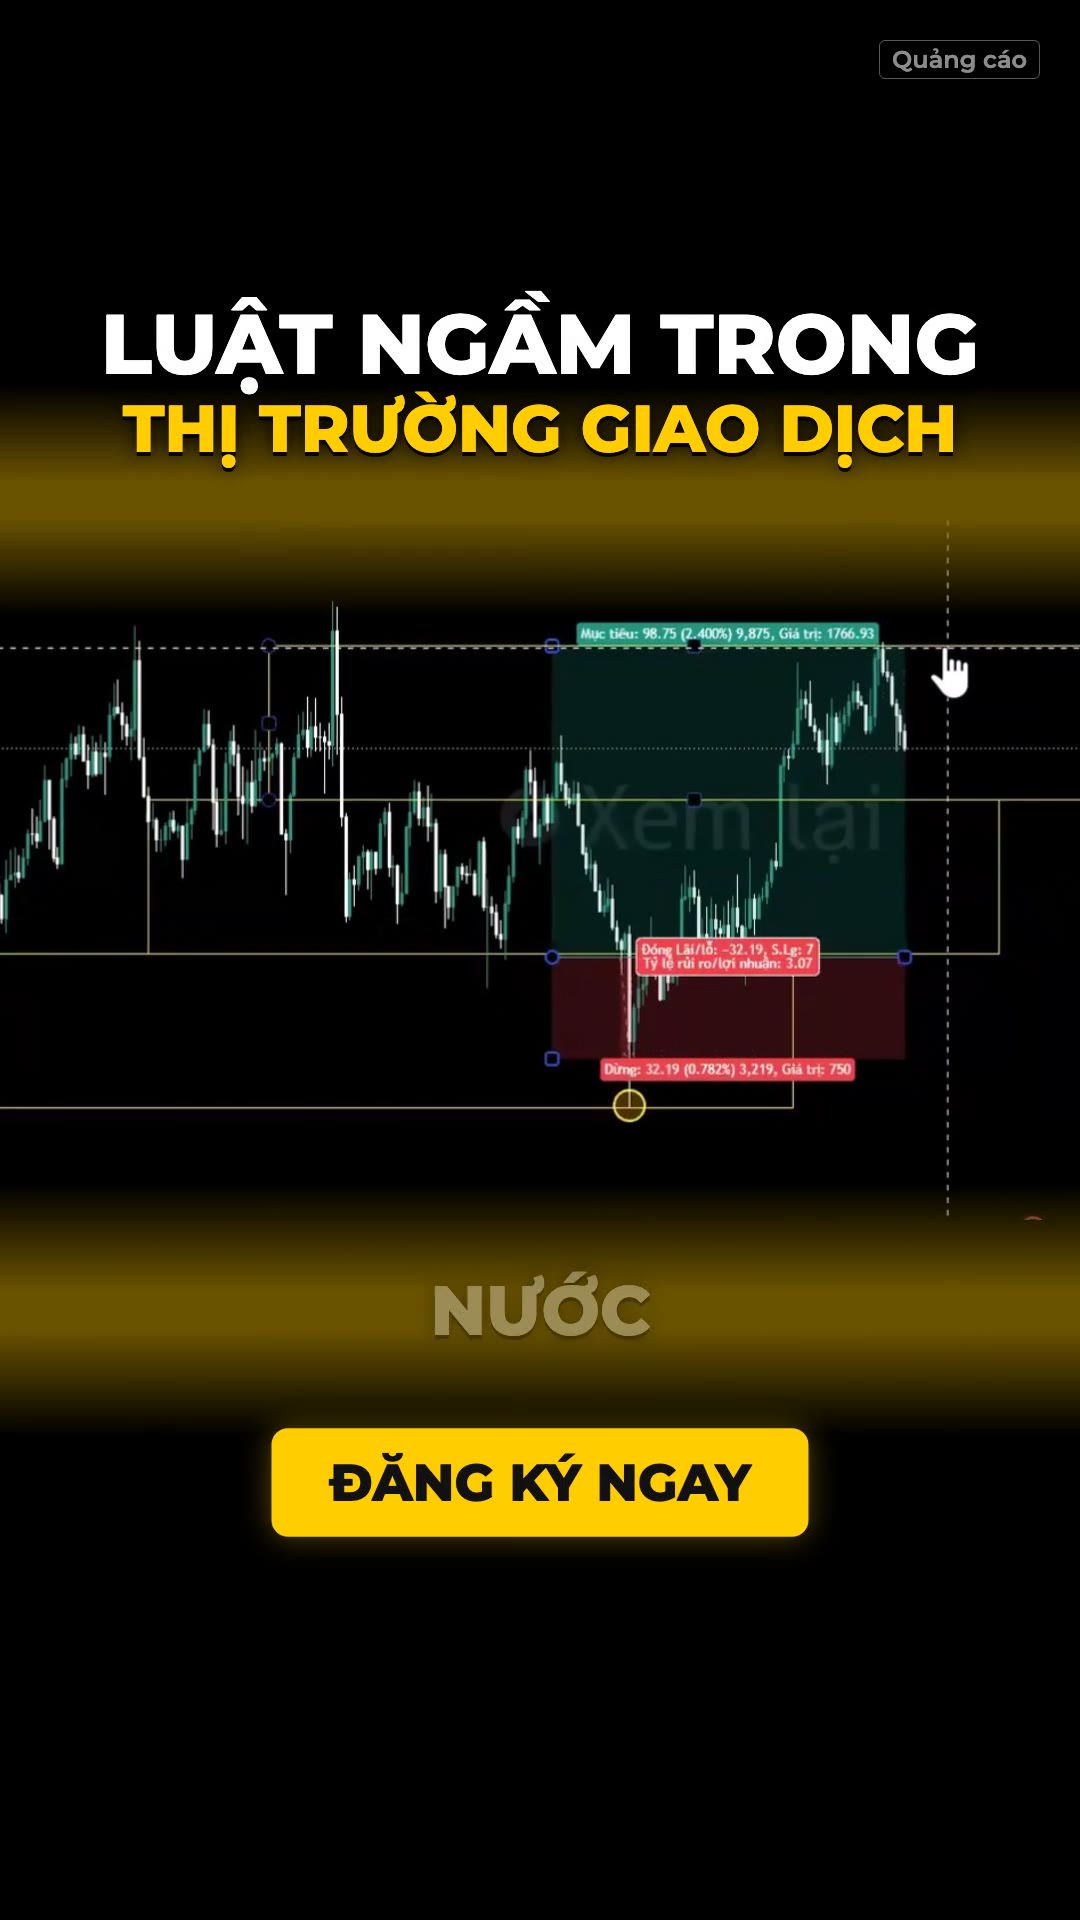 Quảng cáo
LUẬT NGẦM TRONG
THỊ TRƯỜNG GIAO DỊCH
Mục tiêu: 98.75 (2.400%) 9,875, Giá trị: 1766.93
Xem lại
Đóng Lãi/lỗ: -32.19, S.Lg: 7
Tỷ lệ rủi ro/lợi nhuận: 3.07
Dừng: 32.19 (0.782%) 3,219, Giá trị: 750
NƯỚC
ĐĂNG KÝ NGAY